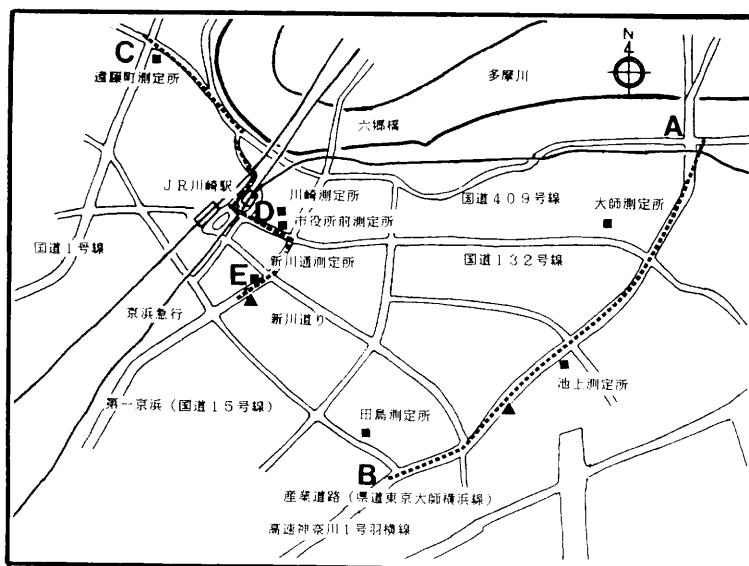 N
C
遠藤町測定所
多摩川
六郷橋
A
JR川崎駅
川崎測定所
国道409号線
大師測定所
D
市役所前測定所
国道1号線
新川通測定所
国道132号線
E
京浜急行
新川通り
池上測定所
第一京浜（国道15号線）
田島測定所
B
産業道路（県道東京大師横浜線）
高速神奈川1号羽横線